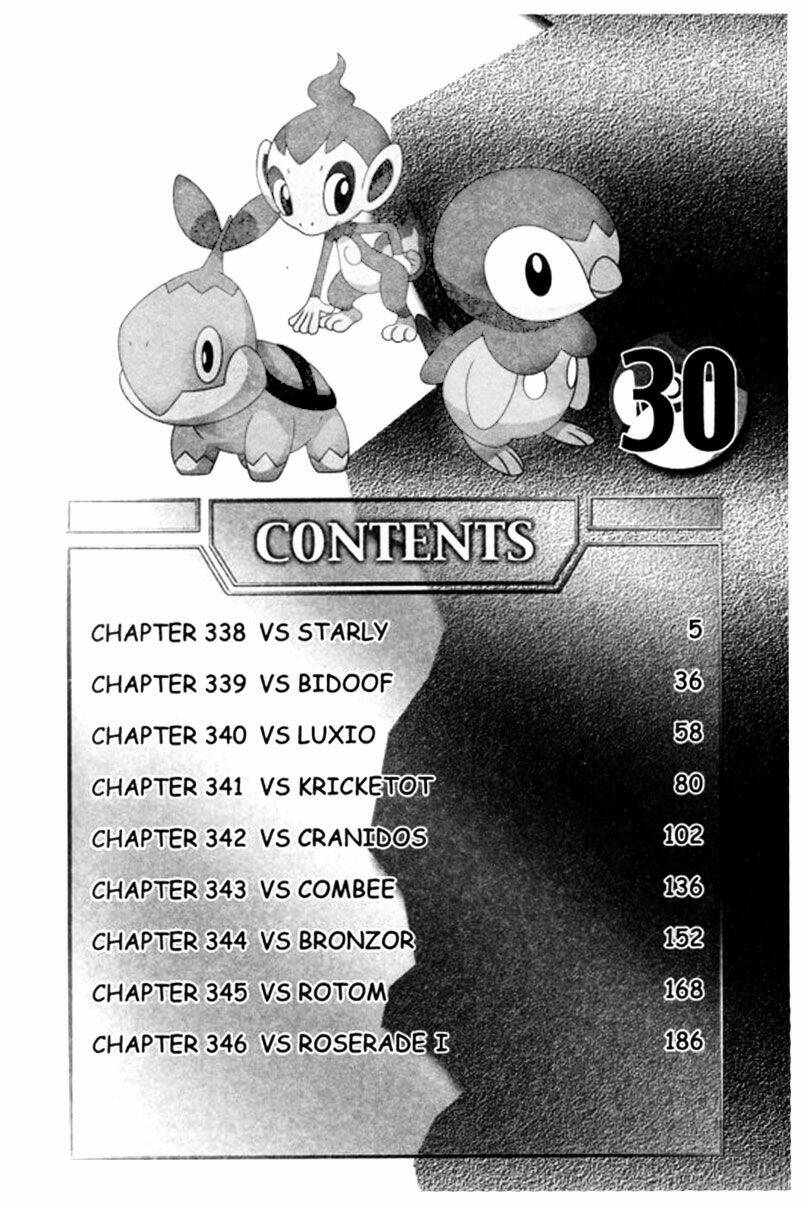 30
CONTENTS
CHAPTER 338 VS STARLY 5
CHAPTER 339 VS BIDOOF 36
CHAPTER 340 VS LUXIO 58
CHAPTER 341 VS KRICKETOT 80
CHAPTER 342 VS CRANIDOS 102
CHAPTER 343 VS COMBEE 136
CHAPTER 344 VS BRONZOR 152
CHAPTER 345 VS ROTOM 168
CHAPTER 346 VS ROSERADE I 186